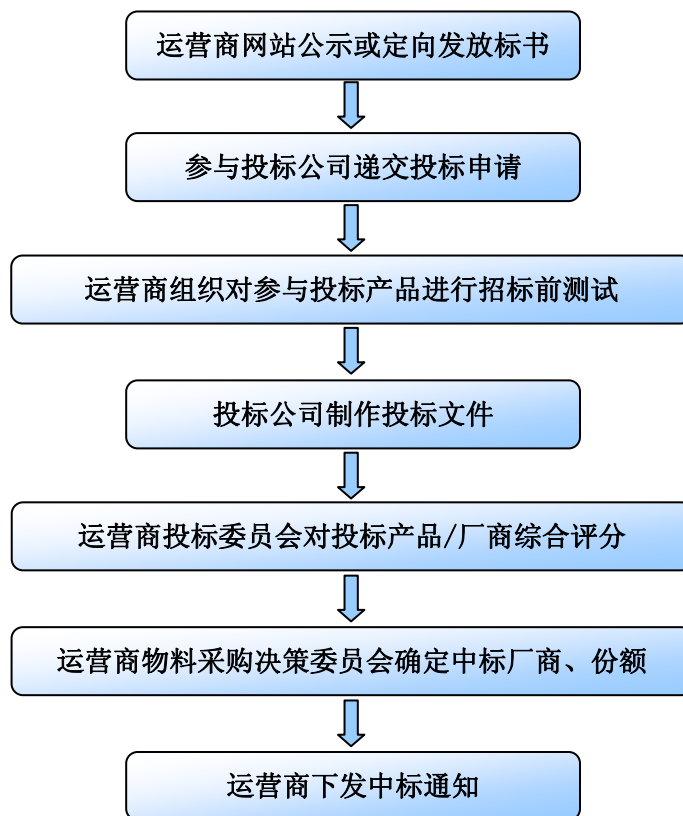 运营商网站公示或定向发放标书
参与投标公司递交投标申请
运营商组织对参与投标产品进行招标前测试
投标公司制作投标文件
运营商投标委员会对投标产品/厂商综合评分
运营商物料采购决策委员会确定中标厂商、份额
运营商下发中标通知